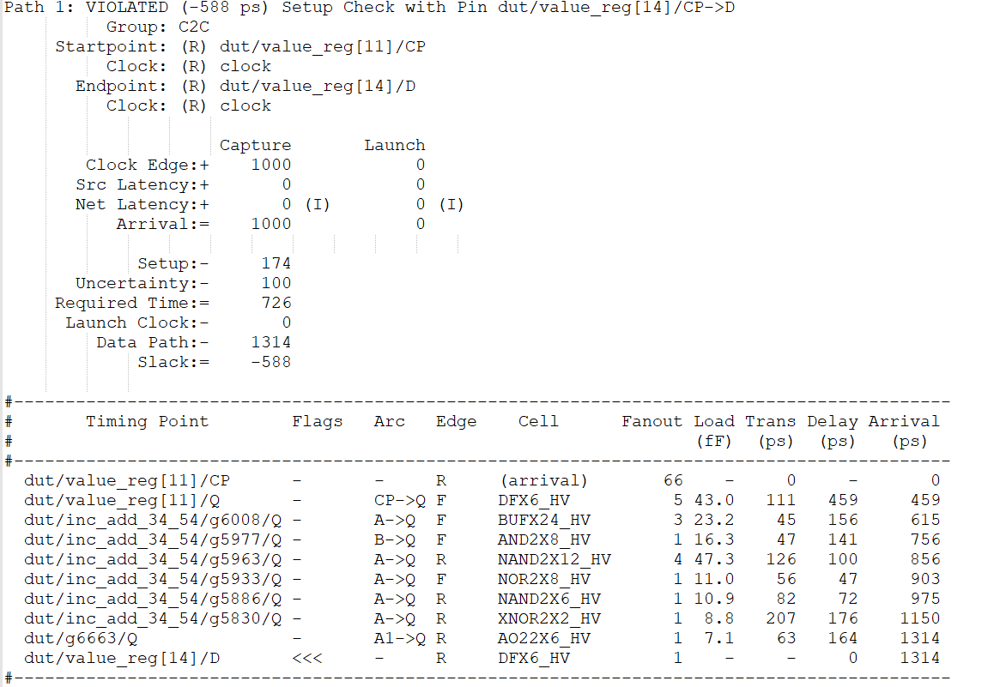 Path 1: VIOLATED (-588 ps) Setup Check with Pin dut/value_reg[14]/CP->D
Group: C2C
Startpoint: (R) dut/value_reg[11]/CP
Clock: (R) clock
Endpoint: (R) dut/value_reg[14]/D
Clock: (R) clock
Capture Launch
Clock Edge:+ 1000 0
Src Latency:+ 0 0
Net Latency:+ 0 (I) 0 (I)
Arrival:= 1000 0
Setup:- 174
Uncertainty:- 100
Required Time:= 726
Launch Clock:- 0
Data Path:- 1314
Slack:= -588
#-------------------------------------------------------------------------------------------
# Timing Point Flags Arc Edge Cell Fanout Load Trans Delay Arrival
# (fF) (ps) (ps) (ps)
#-------------------------------------------------------------------------------------------
dut/value_reg[11]/CP - - R (arrival) 66 - 0 - 0
dut/value_reg[11]/Q - CP->Q F DFX6_HV 5 43.0 111 459 459
dut/inc_add_34_54/g6008/Q - A->Q F BUFX24_HV 3 23.2 45 156 615
dut/inc_add_34_54/g5977/Q - B->Q F AND2X8_HV 1 16.3 47 141 756
dut/inc_add_34_54/g5963/Q - A->Q R NAND2X12_HV 4 47.3 126 100 856
dut/inc_add_34_54/g5933/Q - A->Q F NOR2X8_HV 1 11.0 56 47 903
dut/inc_add_34_54/g5886/Q - A->Q R NAND2X6_HV 1 10.9 82 72 975
dut/inc_add_34_54/g5830/Q - A->Q R XNOR2X2_HV 1 8.8 207 176 1150
dut/g6663/Q - A1->Q R AO22X6_HV 1 7.1 63 164 1314
dut/value_reg[14]/D <<< - R DFX6_HV 1 - - 0 1314
#-------------------------------------------------------------------------------------------